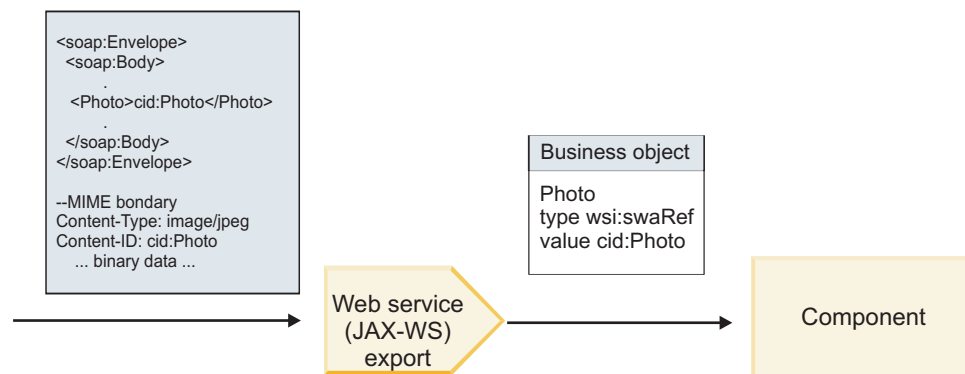 <soap:Envelope>
<soap:Body>
.
<Photo>cid:Photo</Photo>
.
</soap:Body>
</soap:Envelope>
--MIME bondary
Content-Type: image/jpeg
Content-ID: cid:Photo
... binary data ...
Business object
Photo
type wsi:swaRef
value cid:Photo
Web service
(JAX-WS)
export
Component